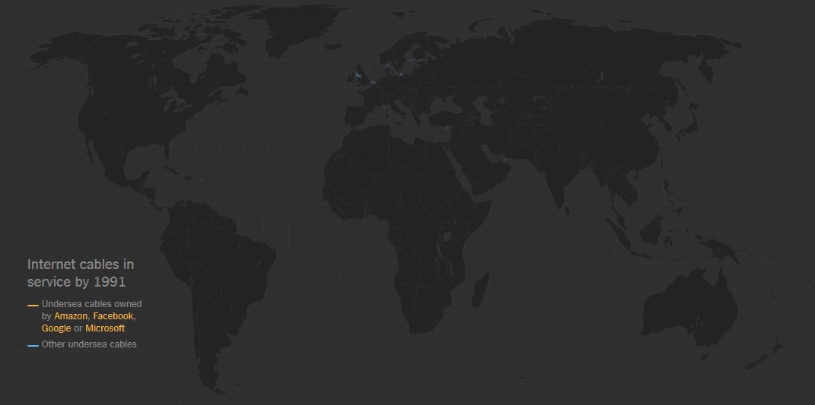 Internet cables in
service by 1991
Undersea cables owned
by Amazon, Facebook,
Google or Microsoft
Other undersea cables